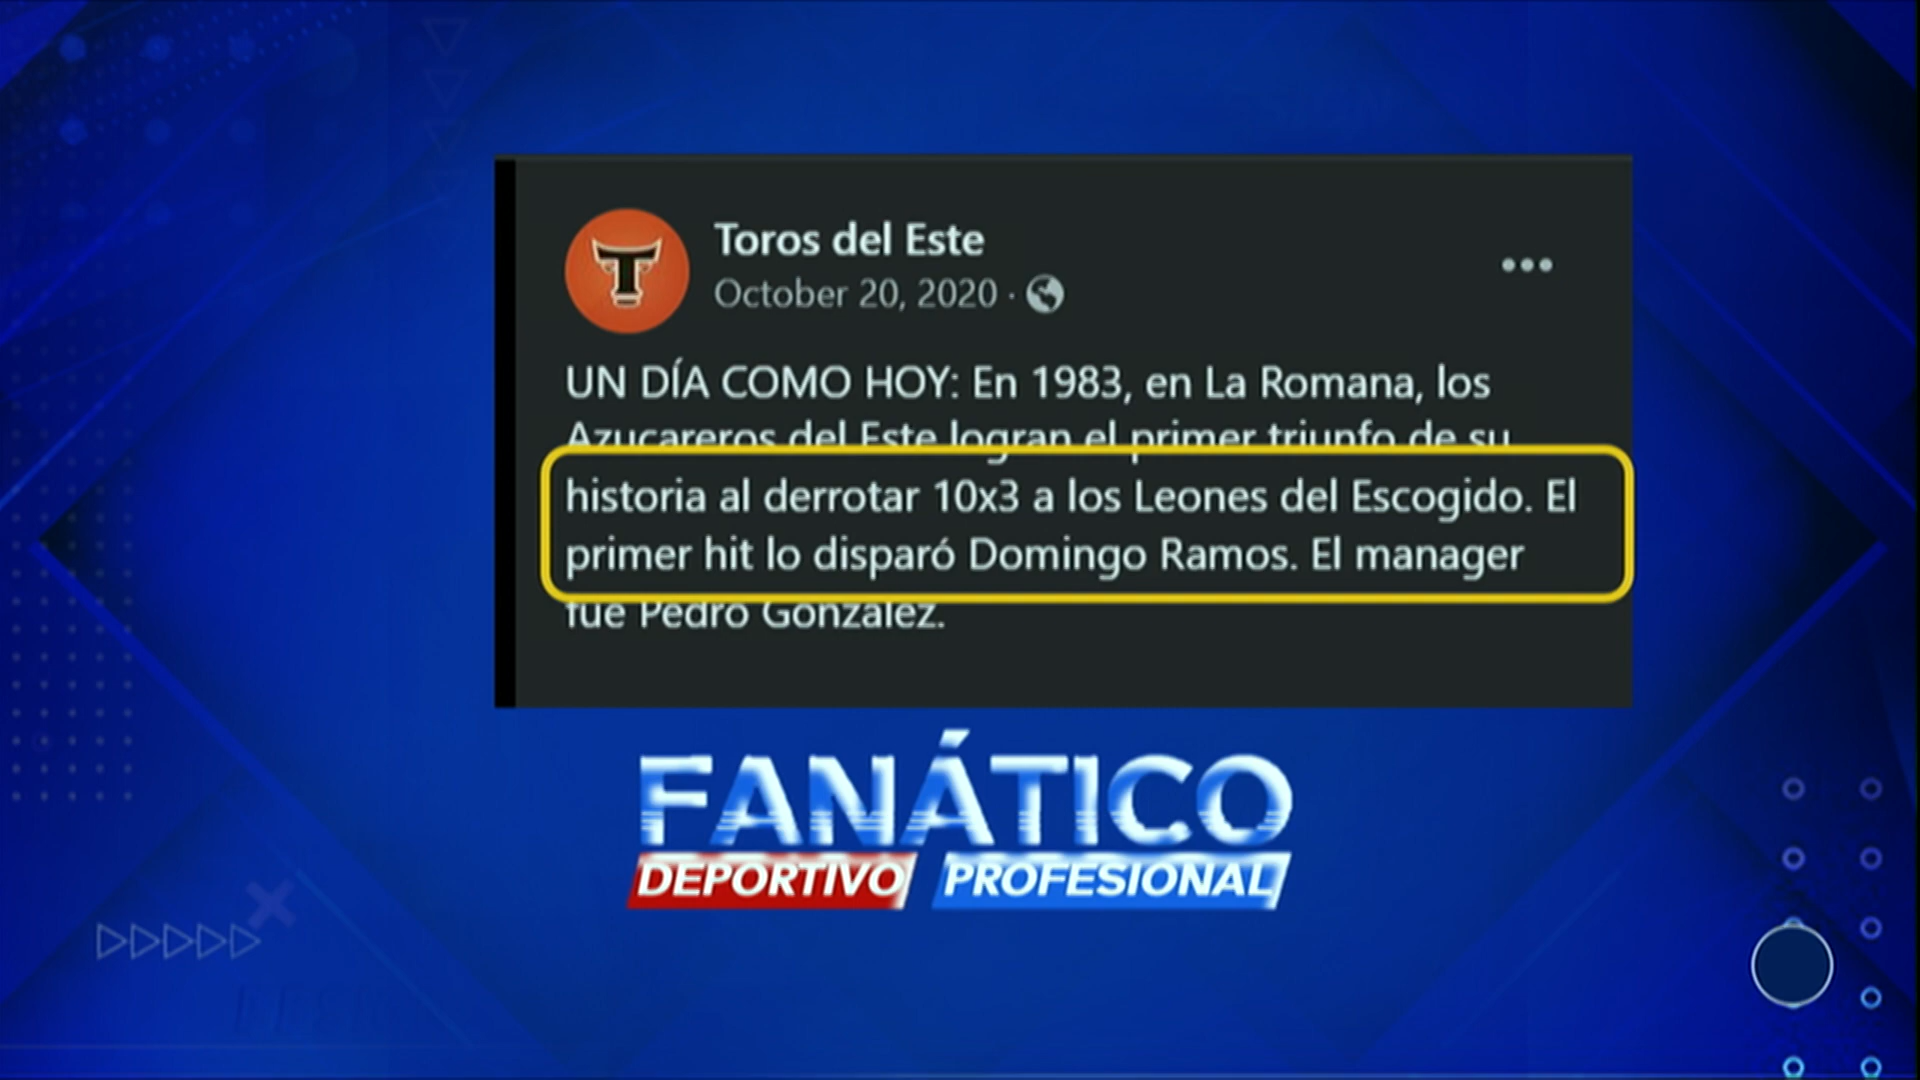 Toros del Este
October 20, 2020 ·
UN DÍA COMO HOY: En 1983, en La Romana, los
Azucareros del Este logran el primer triunfo de su
historia al derrotar 10x3 a los Leones del Escogido. El
primer hit lo disparó Domingo Ramos. El manager
fue Pedro González.
FANÁTICO
DEPORTIVO PROFESIONAL